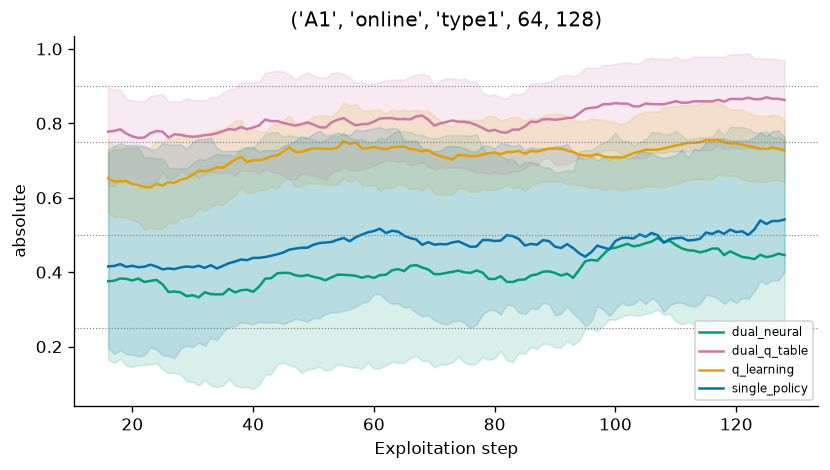 ('A1', 'online', 'type1', 64, 128)
1.0
0.8
0.6
0.4
0.2
absolute
20
40
60
80
100
120
Exploitation step
dual_neural
dual_q_table
q_learning
single_policy